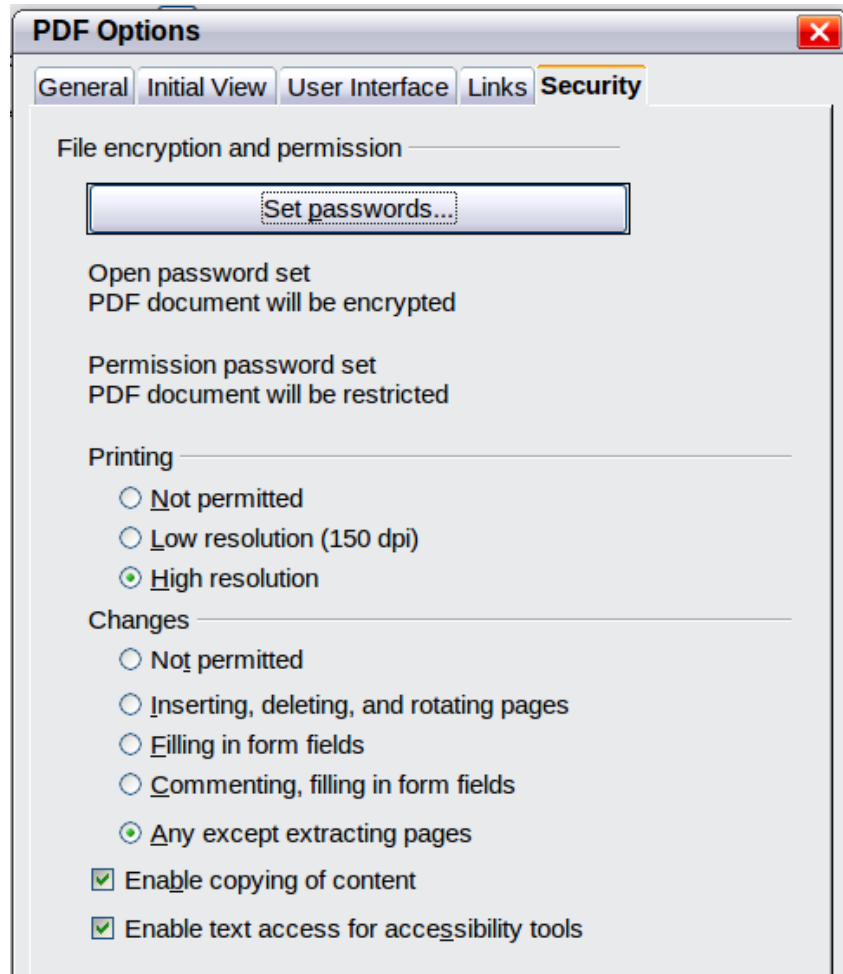 PDF Options
General Initial View User Interface Links Security
File encryption and permission
Set passwords...
Open password set
PDF document will be encrypted
Permission password set
PDF document will be restricted
Printing
Not permitted
Low resolution (150 dpi)
High resolution
Changes
Not permitted
Inserting, deleting, and rotating pages
Filling in form fields
Commenting, filling in form fields
Any except extracting pages
Enable copying of content
Enable text access for accessibility tools